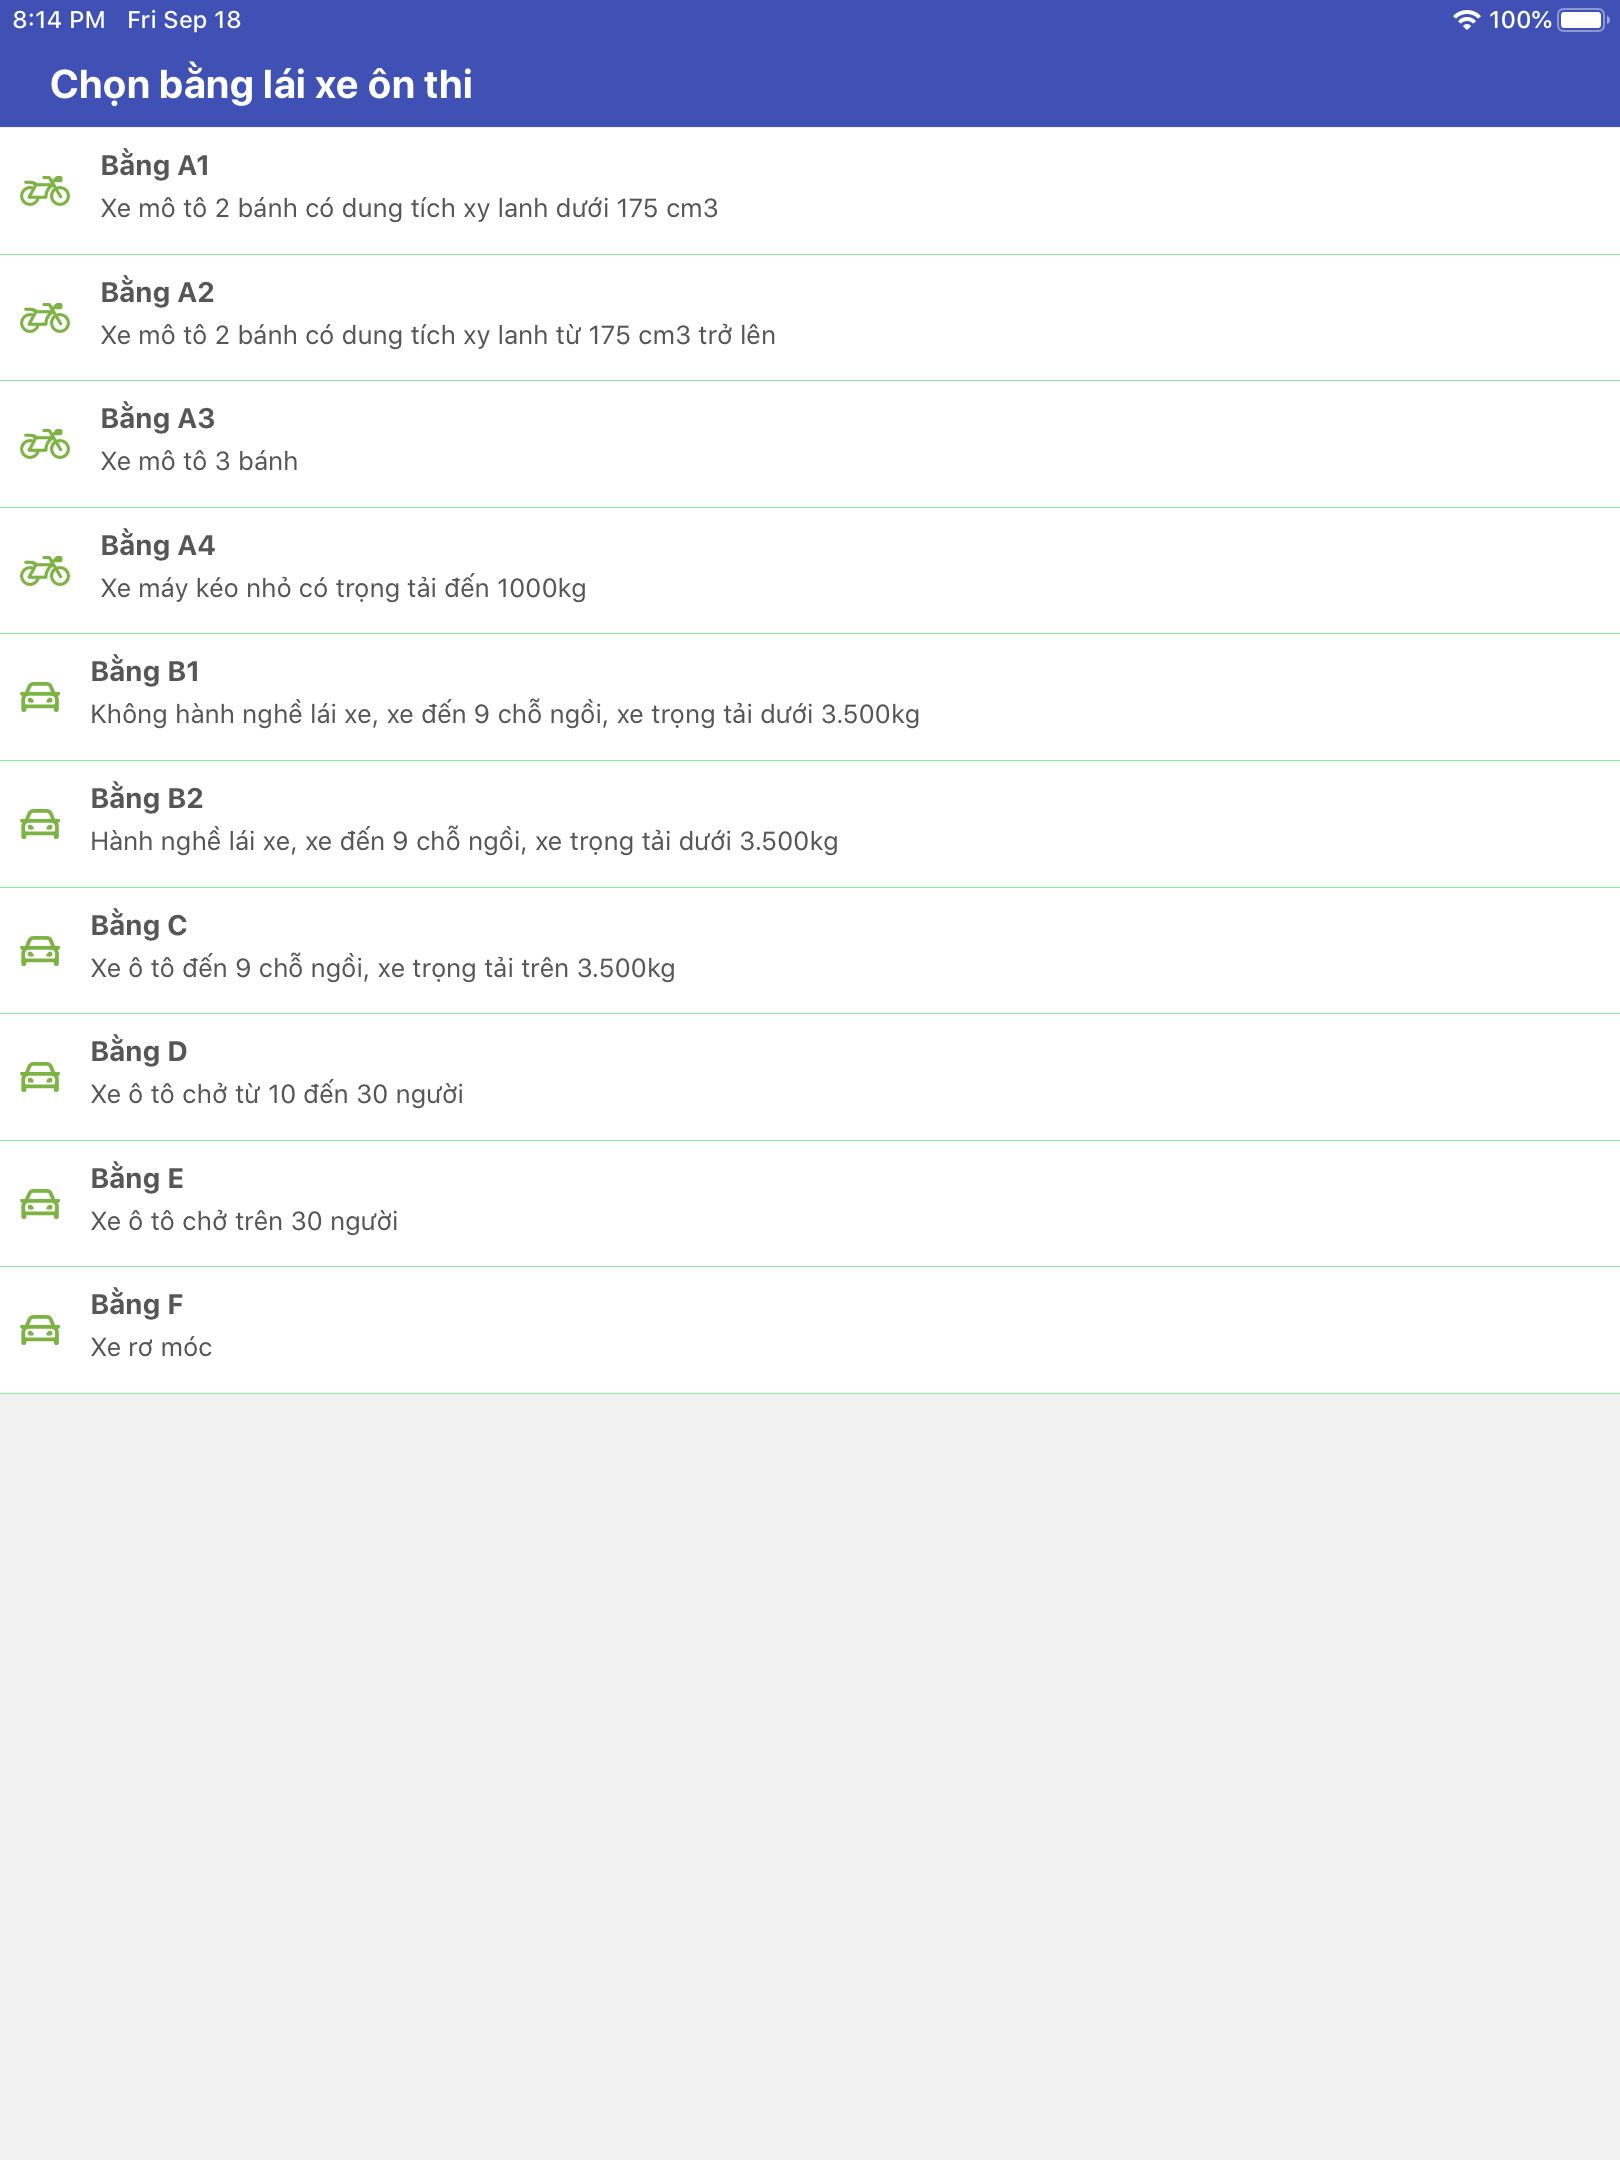 8:14 PM Fri Sep 18 100%
Chọn bằng lái xe ôn thi
Bằng A1
Xe mô tô 2 bánh có dung tích xy lanh dưới 175 cm3
Bằng A2
Xe mô tô 2 bánh có dung tích xy lanh từ 175 cm3 trở lên
Bằng A3
Xe mô tô 3 bánh
Bằng A4
Xe máy kéo nhỏ có trọng tải đến 1000kg
Bằng B1
Không hành nghề lái xe, xe đến 9 chỗ ngồi, xe trọng tải dưới 3.500kg
Bằng B2
Hành nghề lái xe, xe đến 9 chỗ ngồi, xe trọng tải dưới 3.500kg
Bằng C
Xe ô tô đến 9 chỗ ngồi, xe trọng tải trên 3.500kg
Bằng D
Xe ô tô chở từ 10 đến 30 người
Bằng E
Xe ô tô chở trên 30 người
Bằng F
Xe rơ móc